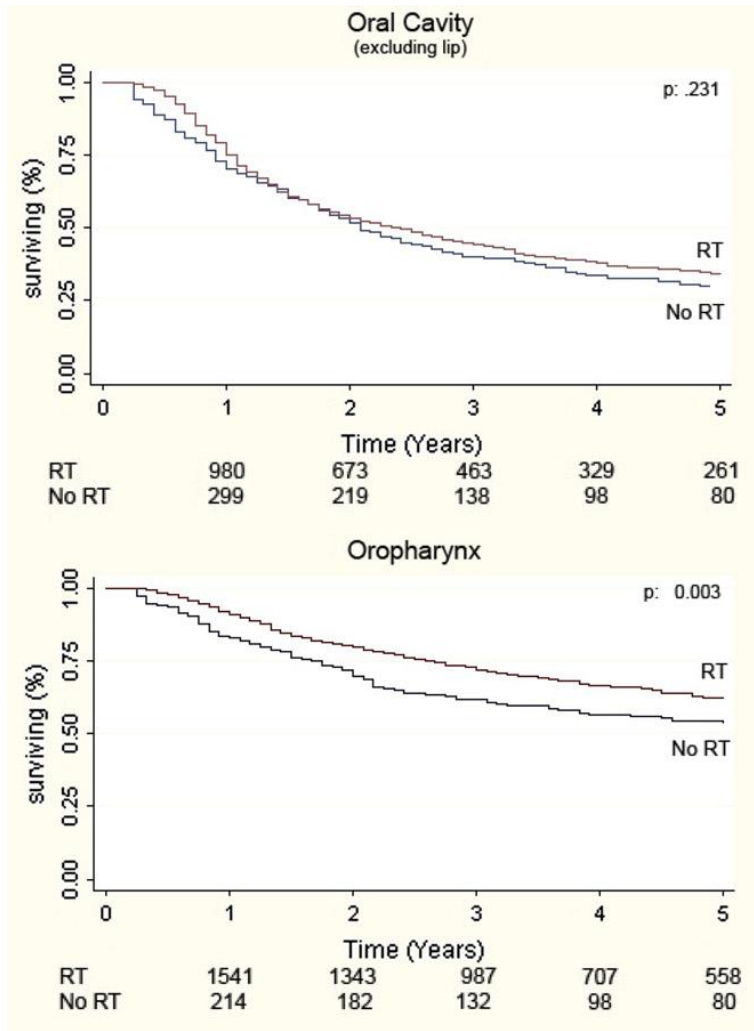 Oral Cavity
(excluding lip)
p: .231
1.00
0.75
0.50
0.25
0.00
surviving (%)
RT
No RT
0 1 2 3 4 5
Time (Years)
RT 980 673 463 329 261
No RT 299 219 138 98 80
Oropharynx
p: 0.003
1.00
0.75
0.50
0.25
0.00
surviving (%)
RT
No RT
0 1 2 3 4 5
Time (Years)
RT 1541 1343 987 707 558
No RT 214 182 132 98 80